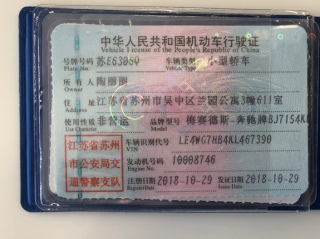 中华人民共和国机动车行驶证
Vehicle License of the People's Republic of China
号牌号码 苏E63860 车辆类型 小型轿车
Plate No. Vehicle Type
所有人 陶丽丽
Owner
住址 江苏省苏州市吴中区兰园公寓3幢611室
Address
使用性质 非营运 品牌型号 梅赛德斯-奔驰牌BJ71S4KL
Use Character Model
江苏省苏州
市公安局交
通警察支队
车辆识别代号 LE4WG7HB4KL467390
VIN
发动机号码 10008746
Engine No.
注册日期 2018-10-29 发证日期 2018-10-29
Register Date Issue Date